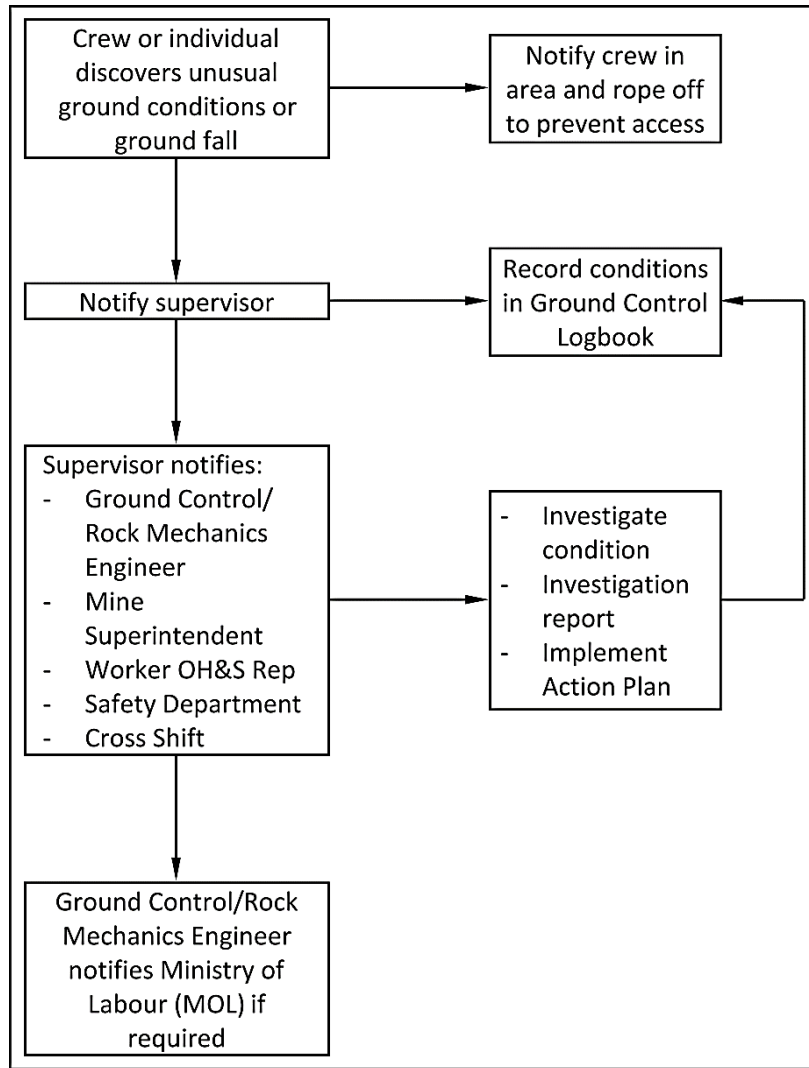 Crew or individual
discovers unusual
ground conditions or
ground fall
Notify crew in
area and rope off
to prevent access
Notify supervisor
Record conditions
in Ground Control
Logbook
Supervisor notifies:
- Ground Control/
Rock Mechanics
Engineer
- Mine
Superintendent
- Worker OH&S Rep
- Safety Department
- Cross Shift
- Investigate
condition
- Investigation
report
- Implement
Action Plan
Ground Control/Rock
Mechanics Engineer
notifies Ministry of
Labour (MOL) if
required